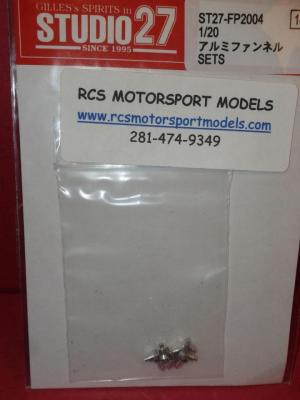 GILLES's SPIRITS in
STUDIO27
SINCE 1995
ST27-FP2004
1/20
アルミファンネル
SETS
RCS MOTORSPORT MODELS
www.rcsmotorsportmodels.com
281-474-9349